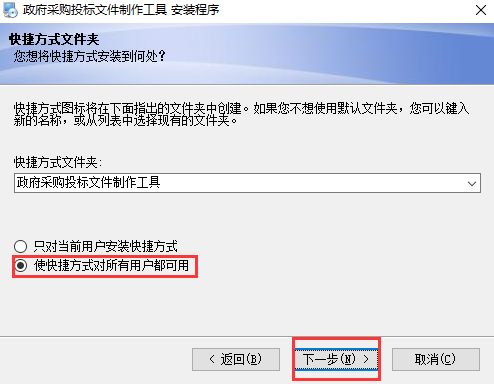 政府采购投标文件制作工具 安装程序
快捷方式文件夹
您想将快捷方式安装到何处?
快捷方式图标将在下面指出的文件夹中创建。如果您不想使用默认文件夹，您可以键入
新的名称，或从列表中选择现有的文件夹。
快捷方式文件夹:
政府采购投标文件制作工具
只对当前用户安装快捷方式
使快捷方式对所有用户都可用
< 返回(B)
下一步(N) >
取消(C)